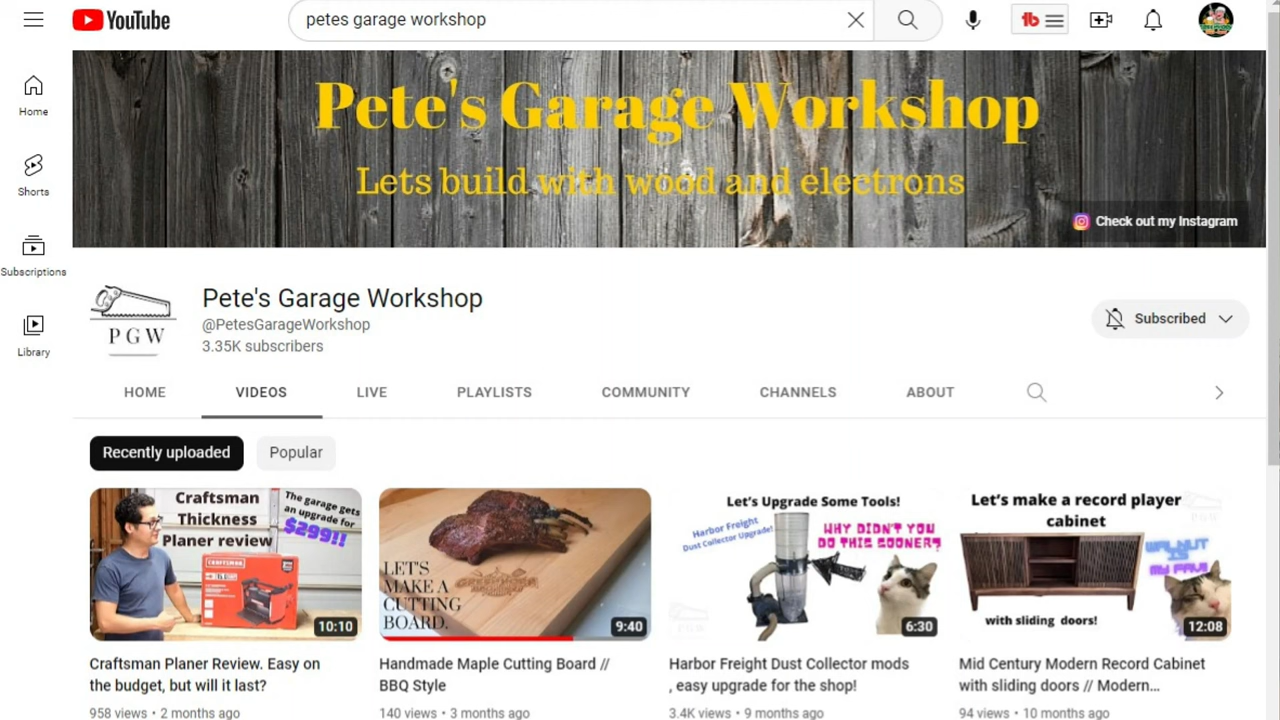 YouTube
petes garage workshop
tb
Home
Shorts
Subscriptions
Library
Pete's Garage Workshop
Lets build with wood and electrons
Check out my Instagram
P G W
Pete's Garage Workshop
@PetesGarageWorkshop
3.35K subscribers
Subscribed
HOME VIDEOS LIVE PLAYLISTS COMMUNITY CHANNELS ABOUT
Recently uploaded Popular
Craftsman
Thickness
Planer review
The garage gets
an upgrade for
$299!!
CRAFTSMAN
10:10
Craftsman Planer Review. Easy on
the budget, but will it last?
958 views • 2 months ago
LET'S
MAKE A
CUTTING
BOARD.
9:40
Handmade Maple Cutting Board //
BBQ Style
140 views • 3 months ago
Let's Upgrade Some Tools!
Harbor Freight
Dust Collector Upgrade!
WHY DIDN'T YOU
DO THIS SOONER?
PGW
6:30
Harbor Freight Dust Collector mods
, easy upgrade for the shop!
3.4K views • 9 months ago
Let's make a record player
cabinet
PGW
WALNUT
IS
MY FAV!
with sliding doors!
12:08
Mid Century Modern Record Cabinet
with sliding doors // Modern...
94 views • 10 months ago